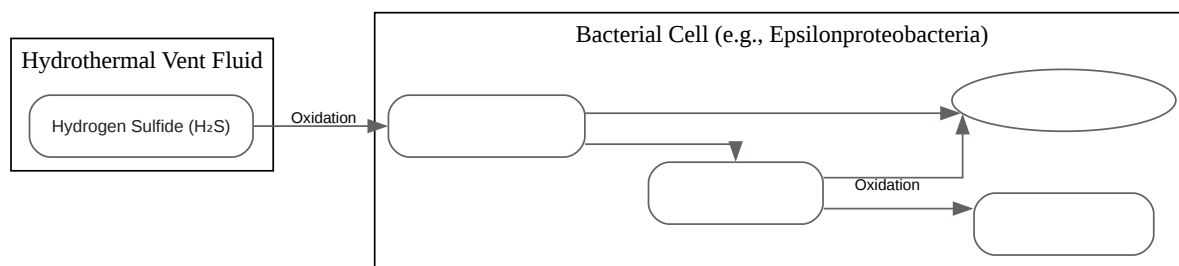 Bacterial Cell (e.g., Epsilonproteobacteria)
Hydrothermal Vent Fluid
Hydrogen Sulfide (H₂S)
Oxidation
Oxidation